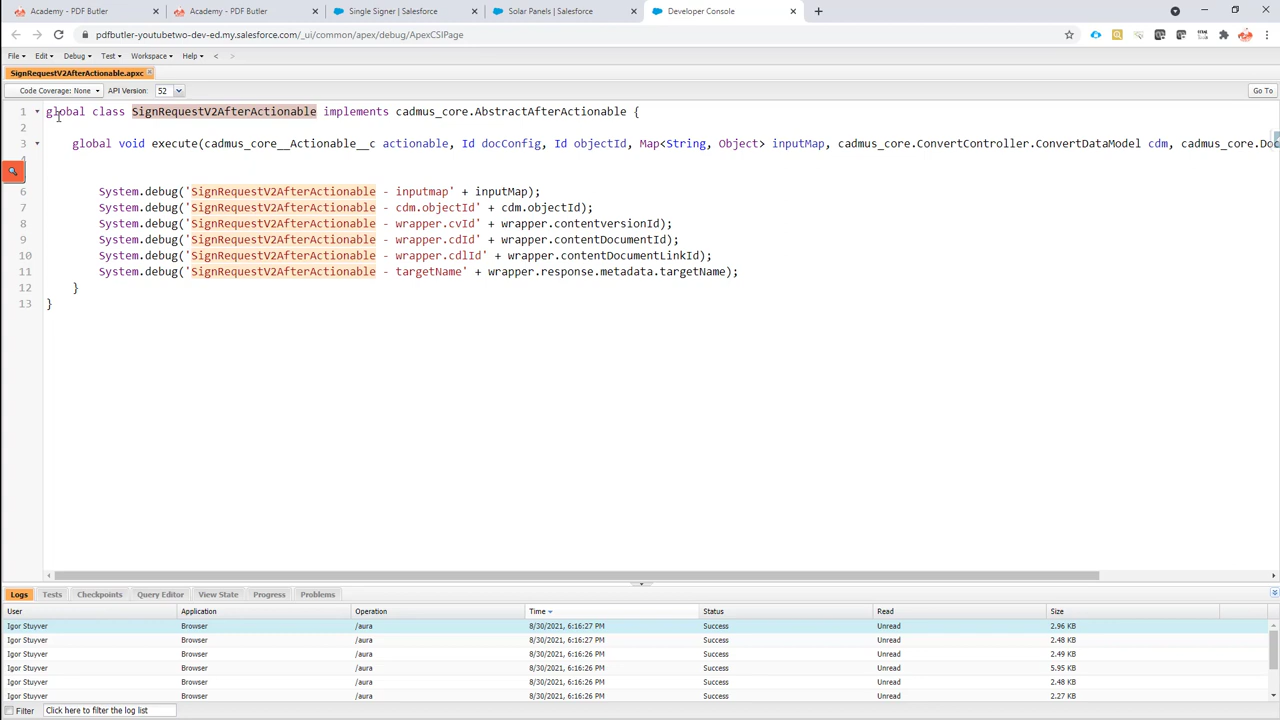 Academy - PDF Butler
Academy - PDF Butler
Single Signer | Salesforce
Solar Panels | Salesforce
Developer Console
pdfbutler-youtubetwo-dev-ed.my.salesforce.com/_ui/common/apex/debug/ApexCSIPage
File Edit Debug Test Workspace Help < >
SignRequestV2AfterActionable.apxc
Code Coverage: None API Version: 52 Go To
1 global class SignRequestV2AfterActionable implements cadmus_core.AbstractAfterActionable {
2
3 global void execute(cadmus_core__Actionable__c actionable, Id docConfig, Id objectId, Map<String, Object> inputMap, cadmus_core.ConvertController.ConvertDataModel cdm, cadmus_core.Doc
6 System.debug('SignRequestV2AfterActionable - inputmap' + inputMap);
7 System.debug('SignRequestV2AfterActionable - cdm.objectId' + cdm.objectId);
8 System.debug('SignRequestV2AfterActionable - wrapper.cvId' + wrapper.contentversionId);
9 System.debug('SignRequestV2AfterActionable - wrapper.cdId' + wrapper.contentDocumentId);
10 System.debug('SignRequestV2AfterActionable - wrapper.cdlId' + wrapper.contentDocumentLinkId);
11 System.debug('SignRequestV2AfterActionable - targetName' + wrapper.response.metadata.targetName);
12 }
13 }
Logs Tests Checkpoints Query Editor View State Progress Problems
User Application Operation Time Status Read Size
Igor Stuyver Browser /aura 8/30/2021, 6:16:27 PM Success Unread 2.96 KB
Igor Stuyver Browser /aura 8/30/2021, 6:16:27 PM Success Unread 2.48 KB
Igor Stuyver Browser /aura 8/30/2021, 6:16:26 PM Success Unread 2.49 KB
Igor Stuyver Browser /aura 8/30/2021, 6:16:26 PM Success Unread 5.95 KB
Igor Stuyver Browser /aura 8/30/2021, 6:16:26 PM Success Unread 2.48 KB
Igor Stuyver Browser /aura 8/30/2021, 6:16:26 PM Success Unread 2.27 KB
Filter Click here to filter the log list